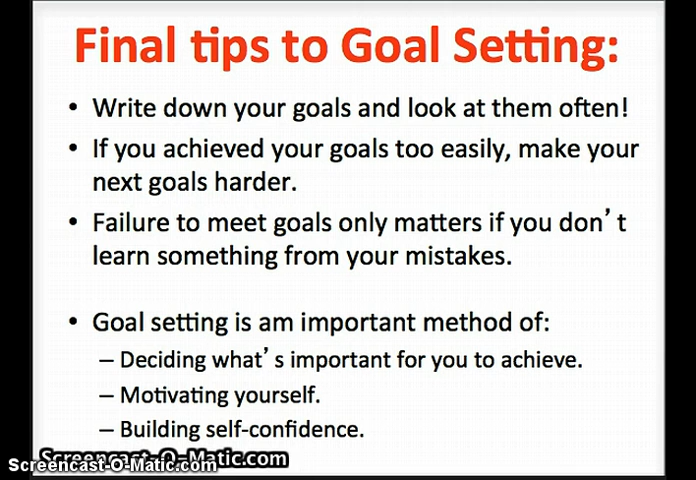 Final tips to Goal Setting:
• Write down your goals and look at them often!
• If you achieved your goals too easily, make your
next goals harder.
• Failure to meet goals only matters if you don’t
learn something from your mistakes.
• Goal setting is am important method of:
– Deciding what’s important for you to achieve.
– Motivating yourself.
– Building self-confidence.
Screencast-O-Matic.com
Screencast-O-Matic.com